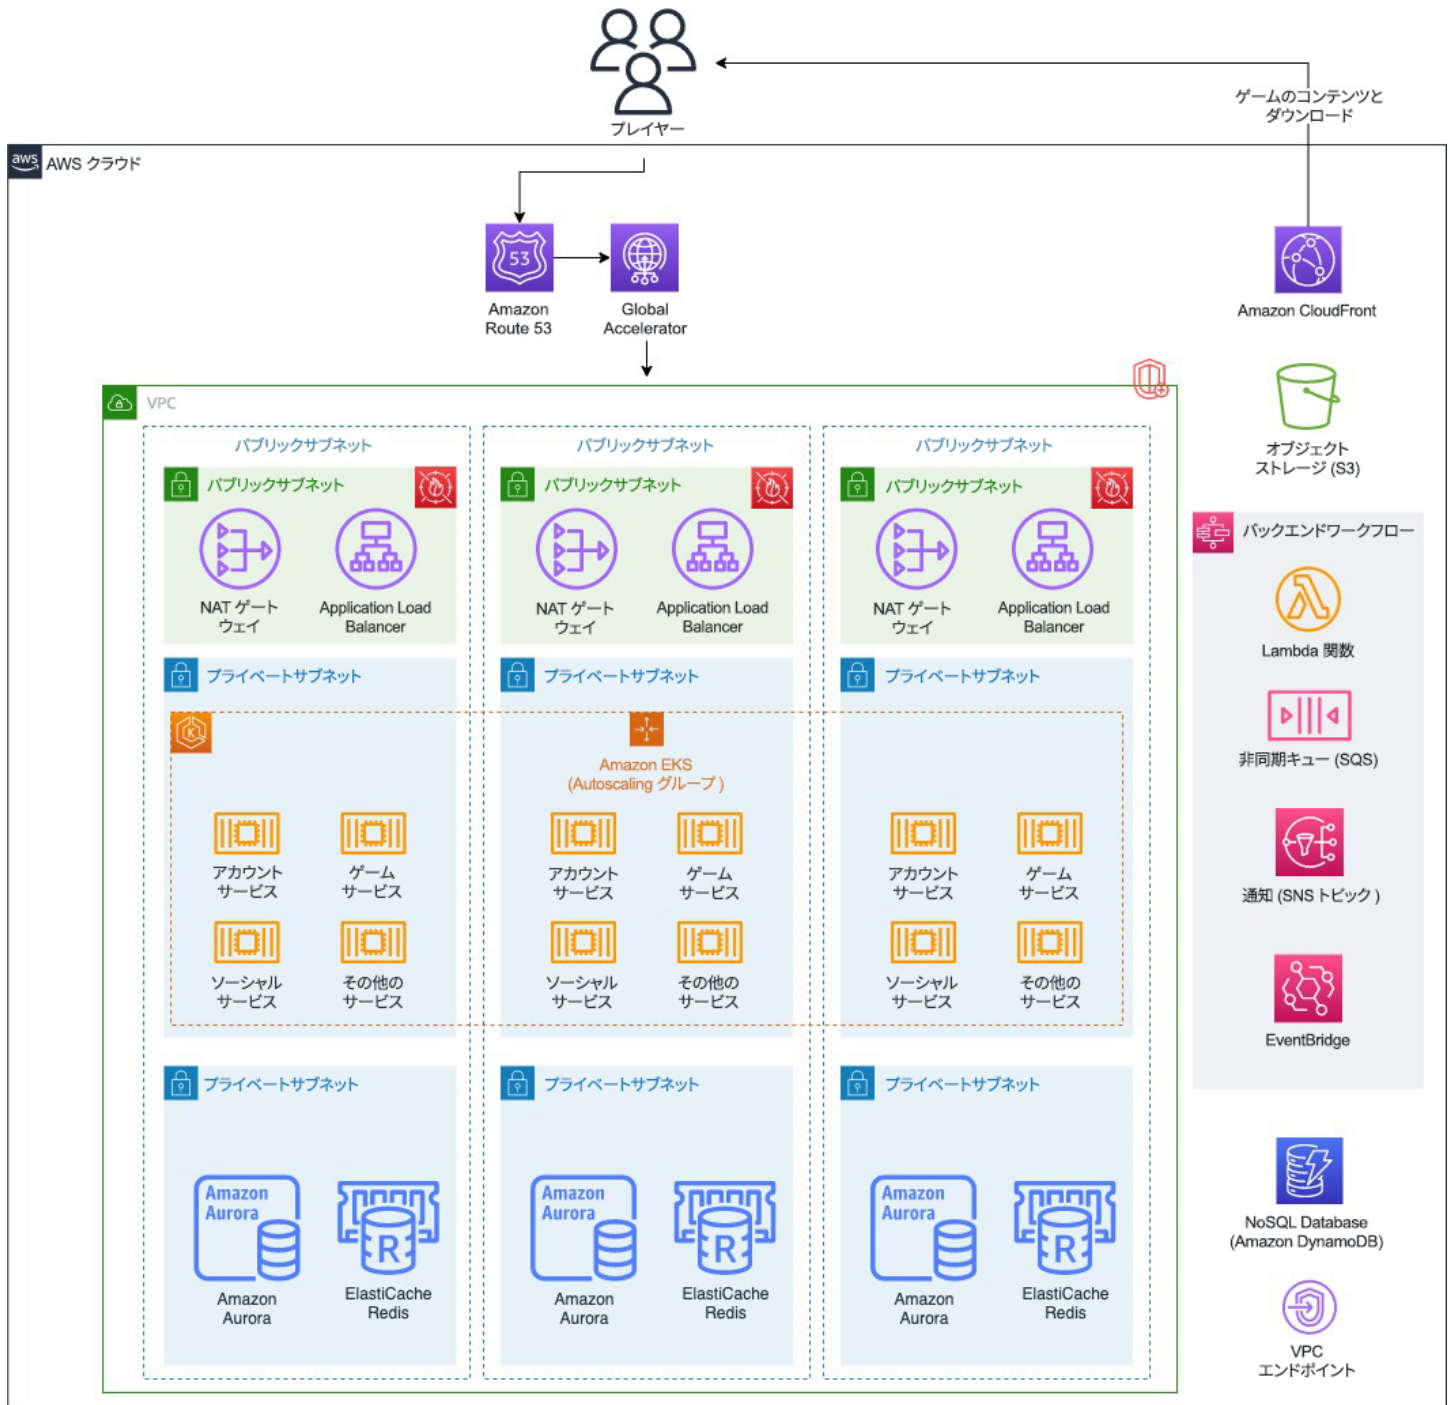 プレイヤー
ゲームのコンテンツと
ダウンロード
aws
AWS クラウド
53
Amazon
Route 53
Global
Accelerator
Amazon CloudFront
VPC
オブジェクト
ストレージ (S3)
パブリックサブネット
パブリックサブネット
パブリックサブネット
パブリックサブネット
パブリックサブネット
パブリックサブネット
NAT ゲート
ウェイ
Application Load
Balancer
NAT ゲート
ウェイ
Application Load
Balancer
NAT ゲート
ウェイ
Application Load
Balancer
プライベートサブネット
プライベートサブネット
プライベートサブネット
K
Amazon EKS
(Autoscaling グループ )
アカウント
サービス
ゲーム
サービス
アカウント
サービス
ゲーム
サービス
アカウント
サービス
ゲーム
サービス
ソーシャル
サービス
その他の
サービス
ソーシャル
サービス
その他の
サービス
ソーシャル
サービス
その他の
サービス
プライベートサブネット
プライベートサブネット
プライベートサブネット
Amazon
Aurora
R
Amazon
Aurora
R
Amazon
Aurora
R
Amazon
Aurora
ElastiCache
Redis
Amazon
Aurora
ElastiCache
Redis
Amazon
Aurora
ElastiCache
Redis
バックエンドワークフロー
Lambda 関数
非同期キュー (SQS)
通知 (SNS トピック )
EventBridge
NoSQL Database
(Amazon DynamoDB)
VPC
エンドポイント